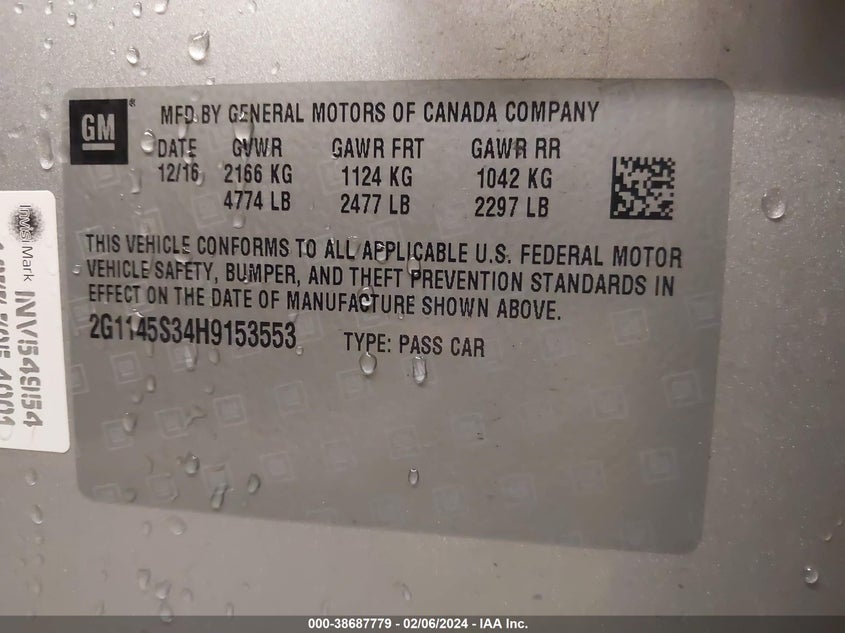 GM
MFD BY GENERAL MOTORS OF CANADA COMPANY
DATE GVWR GAWR FRT GAWR RR
12/16 2166 KG 1124 KG 1042 KG
4774 LB 2477 LB 2297 LB
THIS VEHICLE CONFORMS TO ALL APPLICABLE U.S. FEDERAL MOTOR
VEHICLE SAFETY, BUMPER, AND THEFT PREVENTION STANDARDS IN
EFFECT ON THE DATE OF MANUFACTURE SHOWN ABOVE.
2G1145S34H9153553 TYPE: PASS CAR
InVisiMark
INV1549154
000-38687779 - 02/06/2024 - IAA Inc.